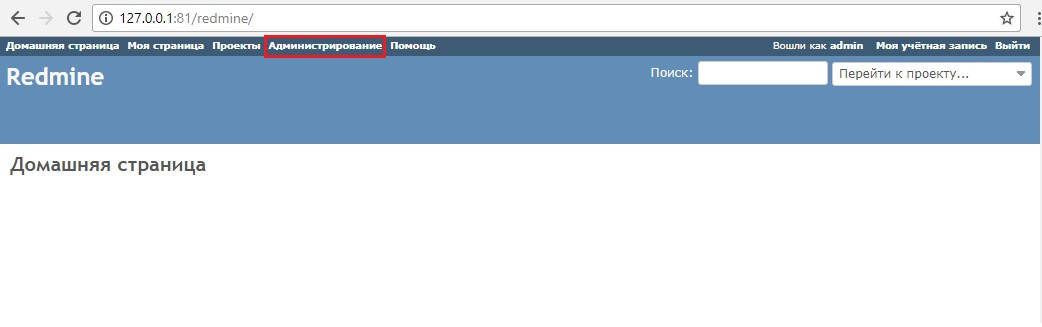 127.0.0.1:81/redmine/
Домашняя страница Моя страница Проекты Администрирование Помощь Вошли как admin Моя учётная запись Выйти
Redmine Поиск: Перейти к проекту...
Домашняя страница